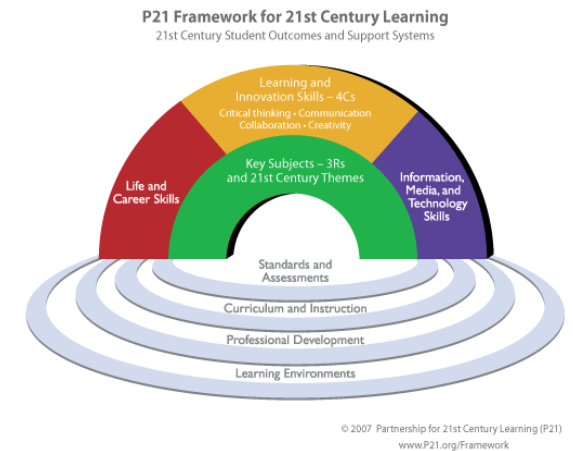 P21 Framework for 21st Century Learning
21st Century Student Outcomes and Support Systems
Learning and
Innovation Skills – 4Cs
Critical thinking • Communication
Collaboration • Creativity
Key Subjects – 3Rs
and 21st Century Themes
Life and
Career Skills
Information,
Media, and
Technology
Skills
Standards and
Assessments
Curriculum and Instruction
Professional Development
Learning Environments
© 2007 Partnership for 21st Century Learning (P21)
www.P21.org/Framework